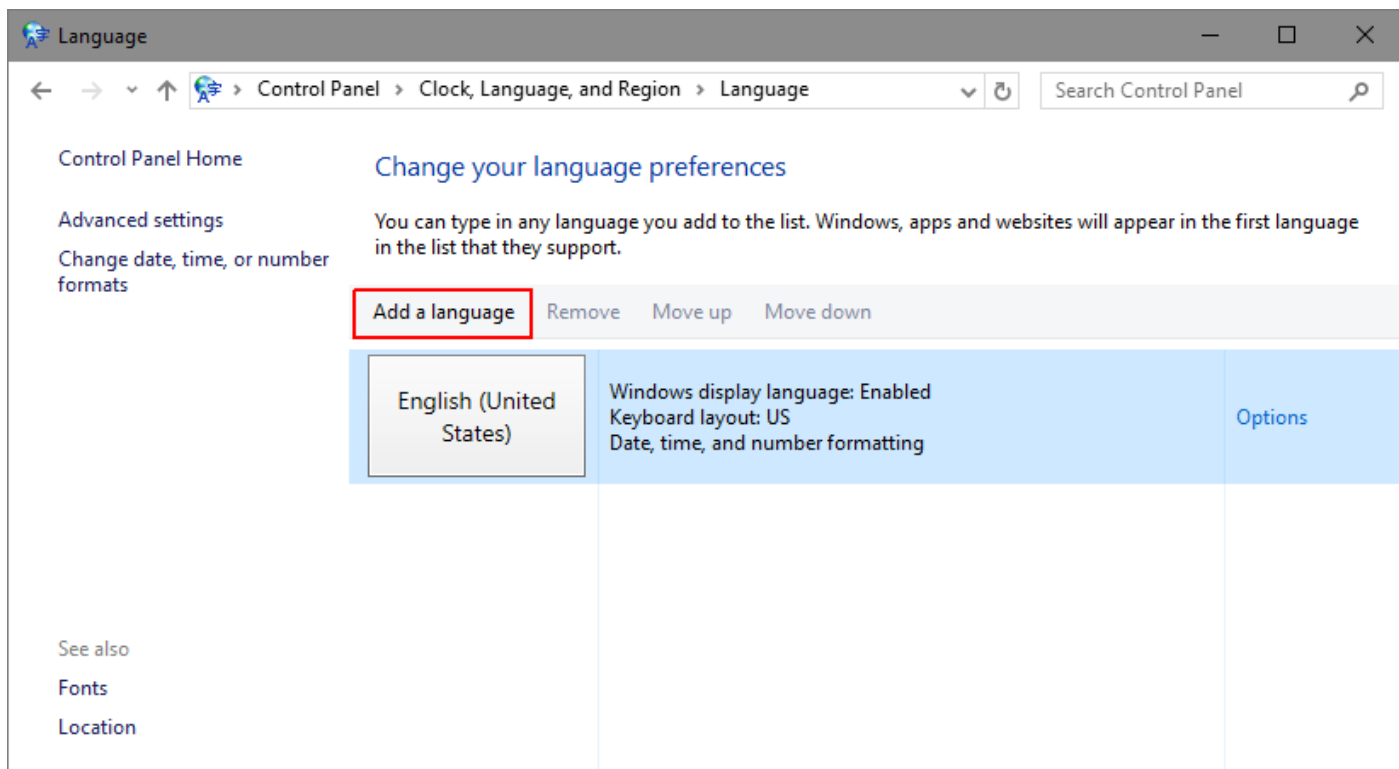 Language
Control Panel > Clock, Language, and Region > Language
Search Control Panel
Control Panel Home
Advanced settings
Change date, time, or number
formats
See also
Fonts
Location
Change your language preferences
You can type in any language you add to the list. Windows, apps and websites will appear in the first language
in the list that they support.
Add a language Remove Move up Move down
English (United
States)
Windows display language: Enabled
Keyboard layout: US
Date, time, and number formatting
Options